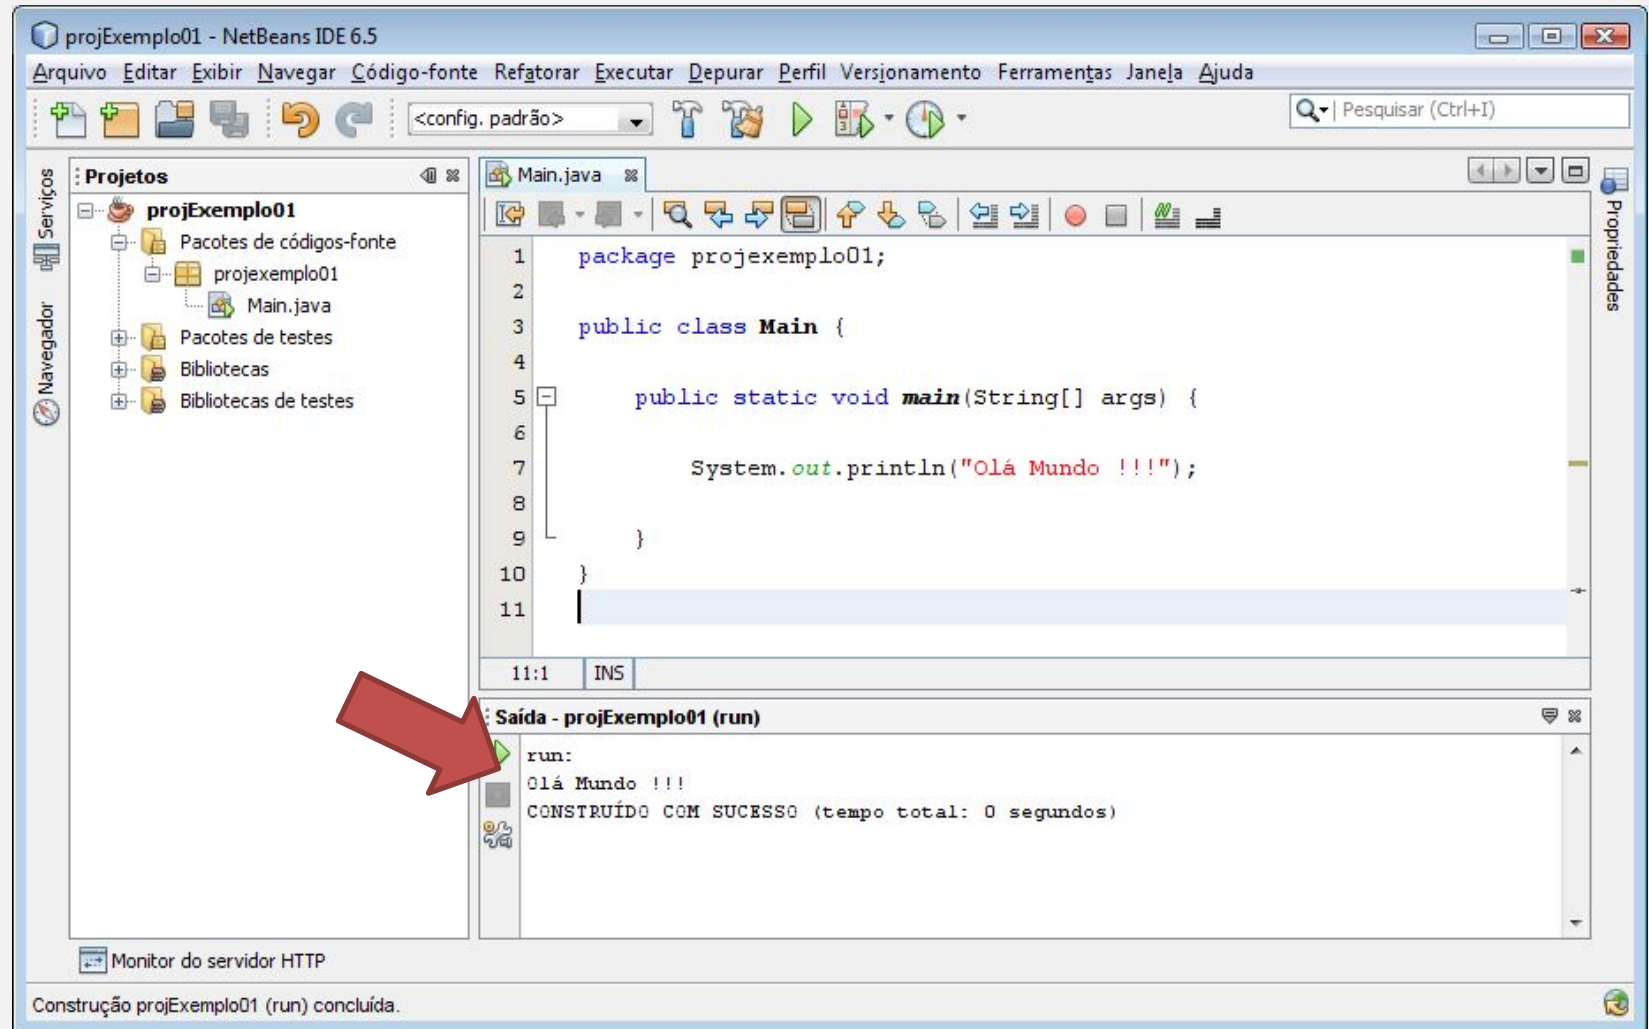 projExemplo01 - NetBeans IDE 6.5
Arquivo Editar Exibir Navegar Código-fonte Refatorar Executar Depurar Perfil Versionamento Ferramentas Janela Ajuda
<config. padrão>
Pesquisar (Ctrl+I)
Serviços
Navegador
Projetos
projExemplo01
Pacotes de códigos-fonte
projexemplo01
Main.java
Pacotes de testes
Bibliotecas
Bibliotecas de testes
Main.java
1 package projexemplo01;
2
3 public class Main {
4
5 public static void main(String[] args) {
6
7 System.out.println("Olá Mundo !!!");
8
9 }
10 }
11
11:1 INS
Propriedades
Saída - projExemplo01 (run)
run:
Olá Mundo !!!
CONSTRUÍDO COM SUCESSO (tempo total: 0 segundos)
Monitor do servidor HTTP
Construção projExemplo01 (run) concluída.